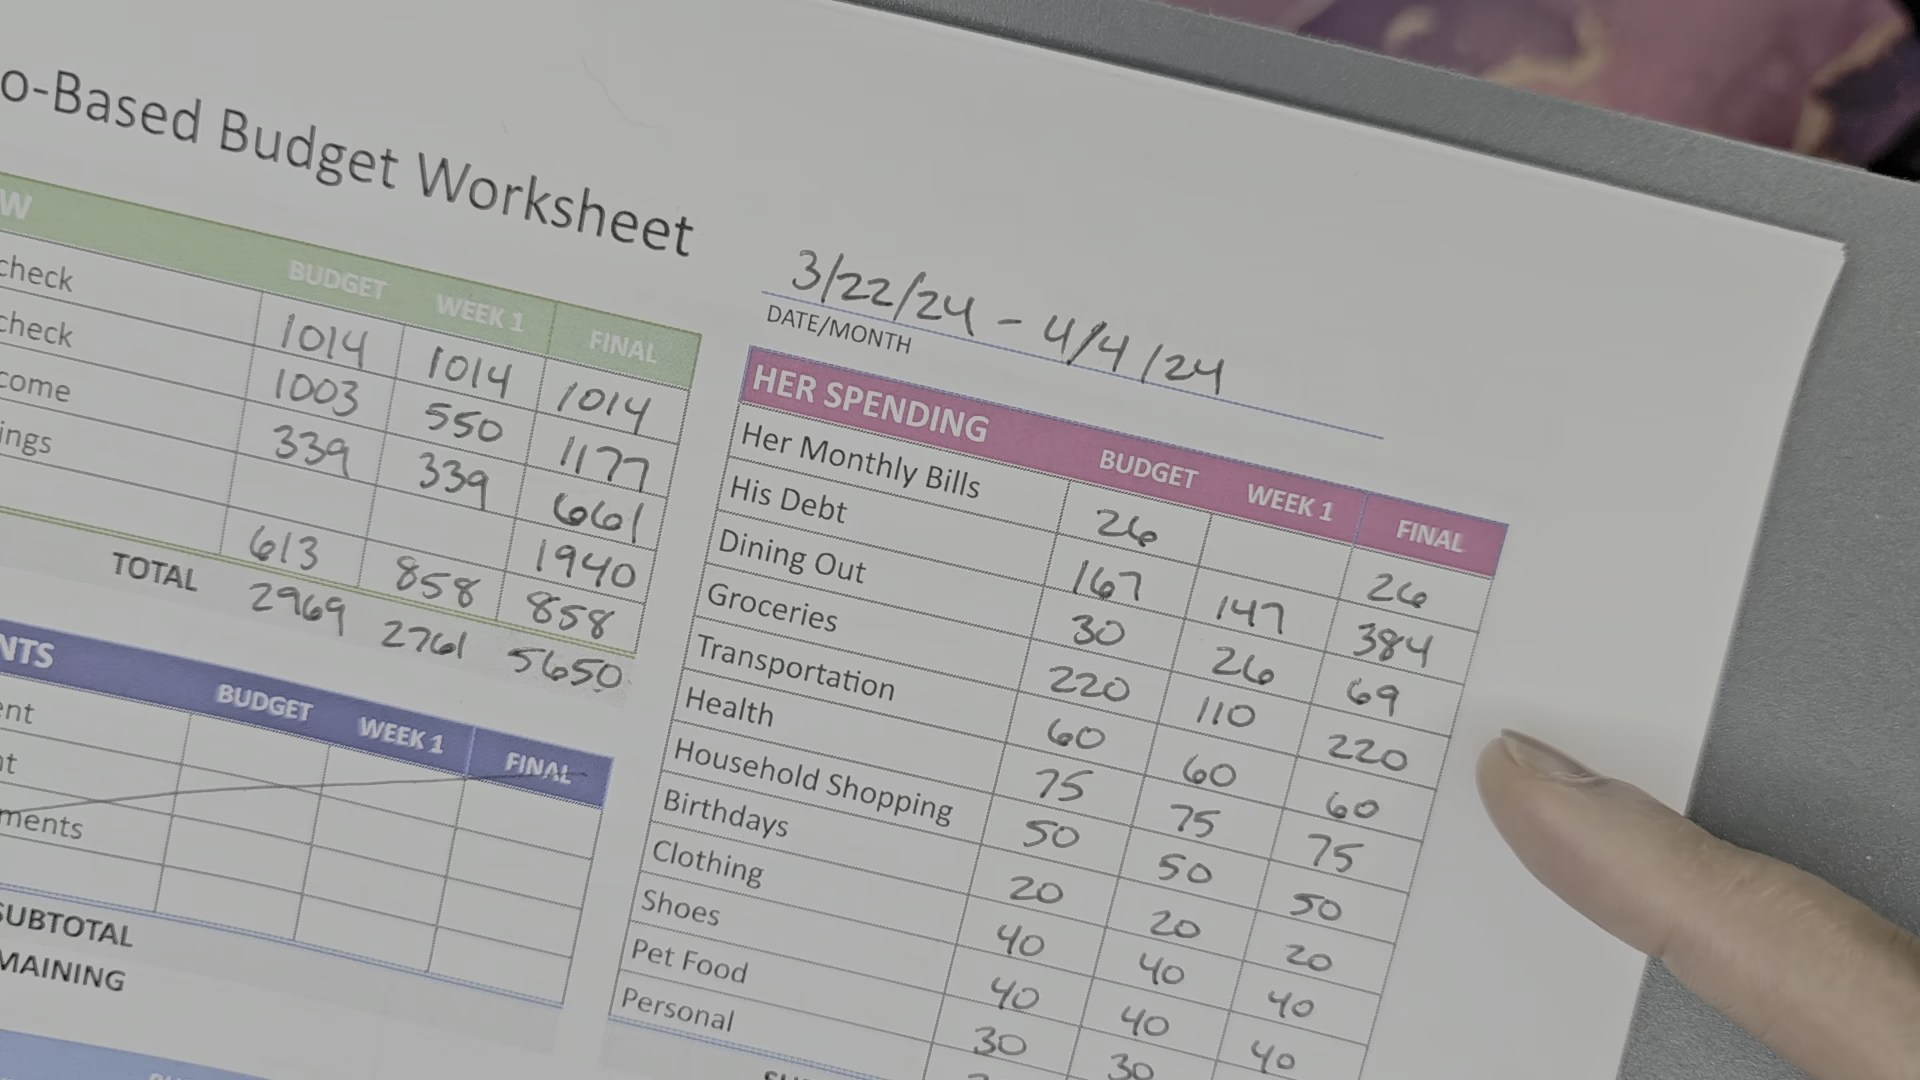 o-Based Budget Worksheet
3/22/24 - 4/4/24
DATE/MONTH
W BUDGET WEEK 1 FINAL
check 1014 1014 1014
check 1003 550 1177
come 339 339 661
ings 1940
613 858 858
TOTAL 2969 2761 5650
NTS BUDGET WEEK 1 FINAL
ent
nt
ments
SUBTOTAL
MAINING
HER SPENDING BUDGET WEEK 1 FINAL
Her Monthly Bills 26 26
His Debt 167 147 384
Dining Out 30 26 69
Groceries 220 110 220
Transportation 60 60 60
Health 75 75 75
Household Shopping 50 50 50
Birthdays 20 20 20
Clothing 40 40 40
Shoes 40 40 40
Pet Food 30 30
Personal